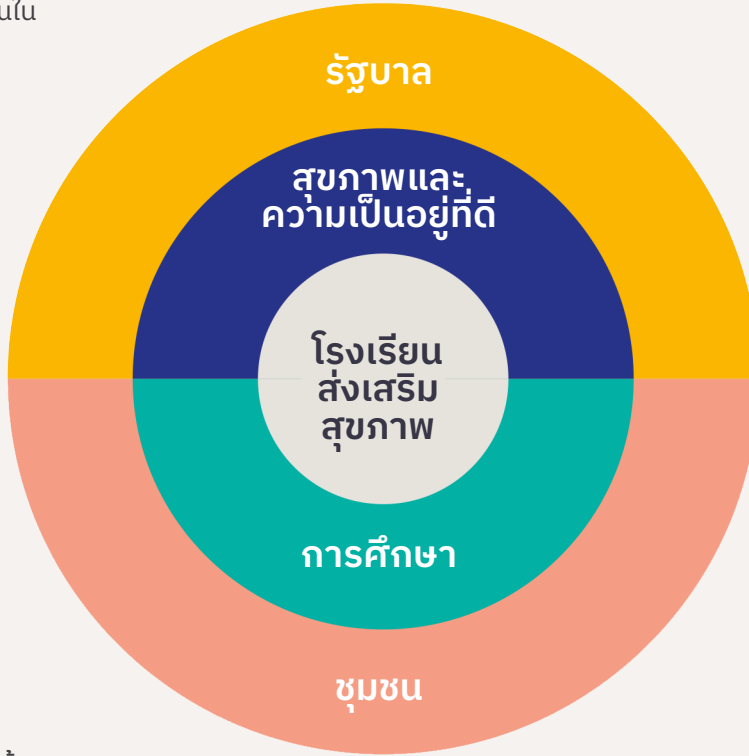 รัฐบาล
สุขภาพและ
ความเป็นอยู่ที่ดี
โรงเรียน
ส่งเสริม
สุขภาพ
การศึกษา
ชุมชน